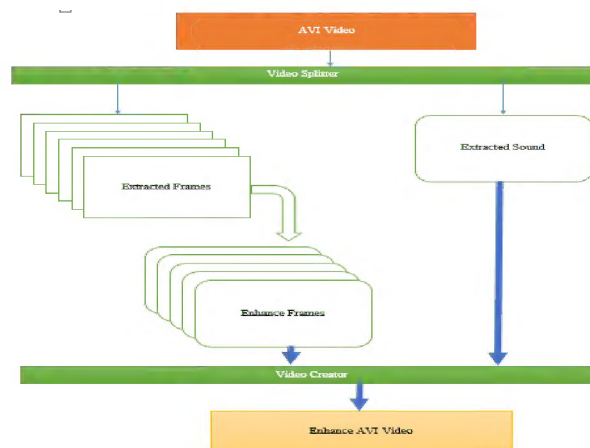 AVI Video
Video Splitter
Extracted Frames
Extracted Sound
Enhance Frames
Video Creator
Enhance AVI Video